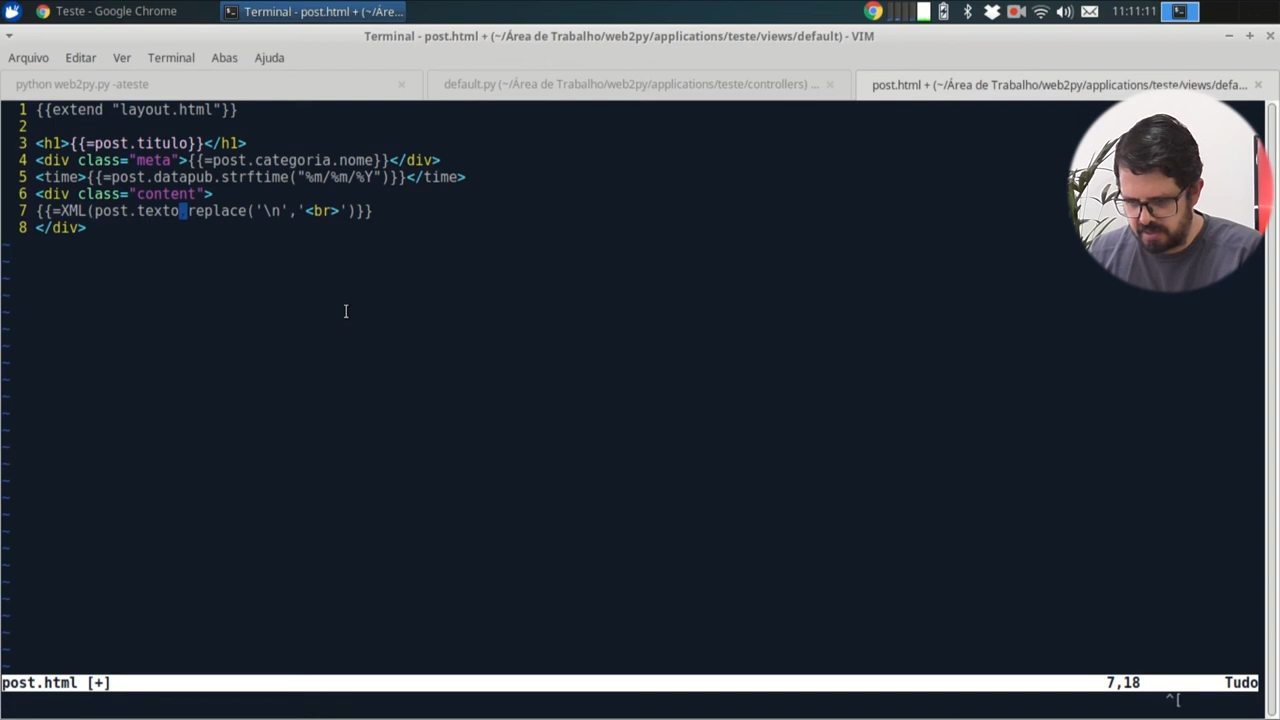 Teste - Google Chrome
Terminal - post.html + (~/Áre...
11:11:11
Terminal - post.html + (~/Área de Trabalho/web2py/applications/teste/views/default) - VIM
Arquivo Editar Ver Terminal Abas Ajuda
python web2py.py -ateste
default.py (~/Área de Trabalho/web2py/applications/teste/controllers) ...
post.html + (~/Área de Trabalho/web2py/applications/teste/views/defa...
1 {{extend "layout.html"}}
2
3 <h1>{{=post.titulo}}</h1>
4 <div class="meta">{{=post.categoria.nome}}</div>
5 <time>{{=post.datapub.strftime("%m/%m/%Y")}}</time>
6 <div class="content">
7 {{=XML(post.texto.replace('\n','<br>')}}
8 </div>
post.html [+] 7,18 Tudo
^[